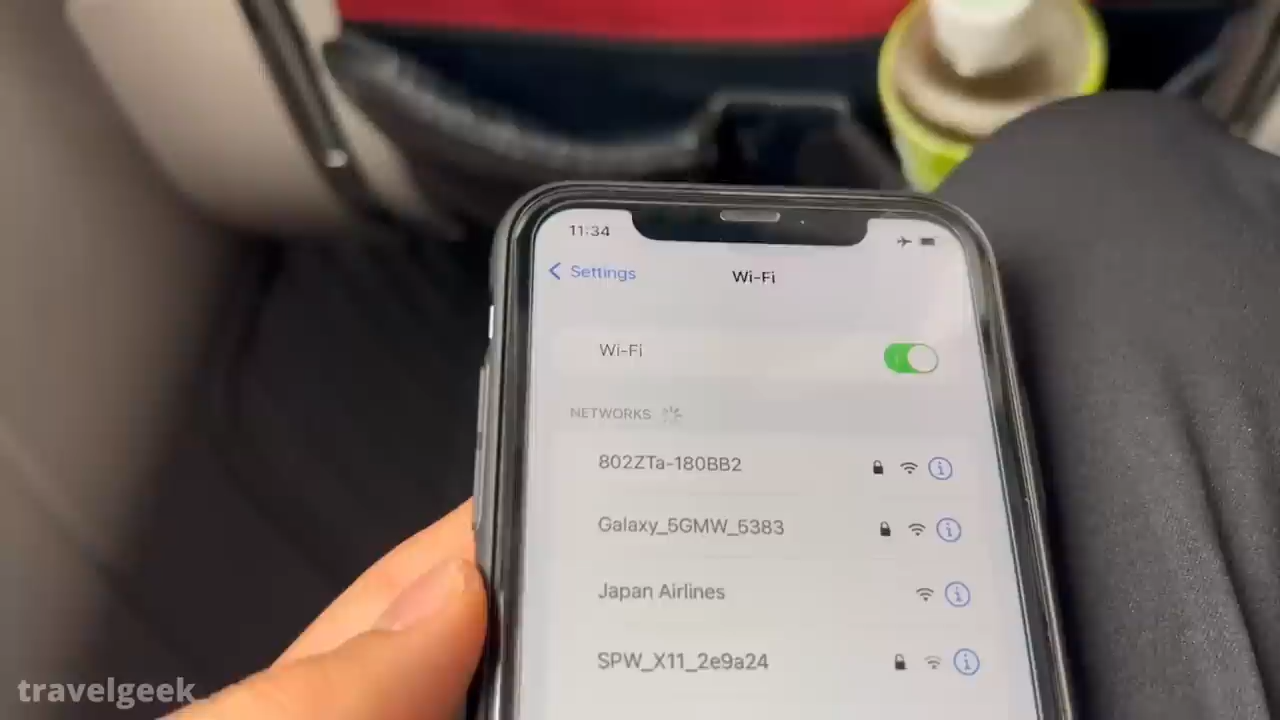 11:34
Settings
Wi-Fi
Wi-Fi
NETWORKS
802ZTa-180BB2
Galaxy_5GMW_5383
Japan Airlines
SPW_X11_2e9a24
travelgeek